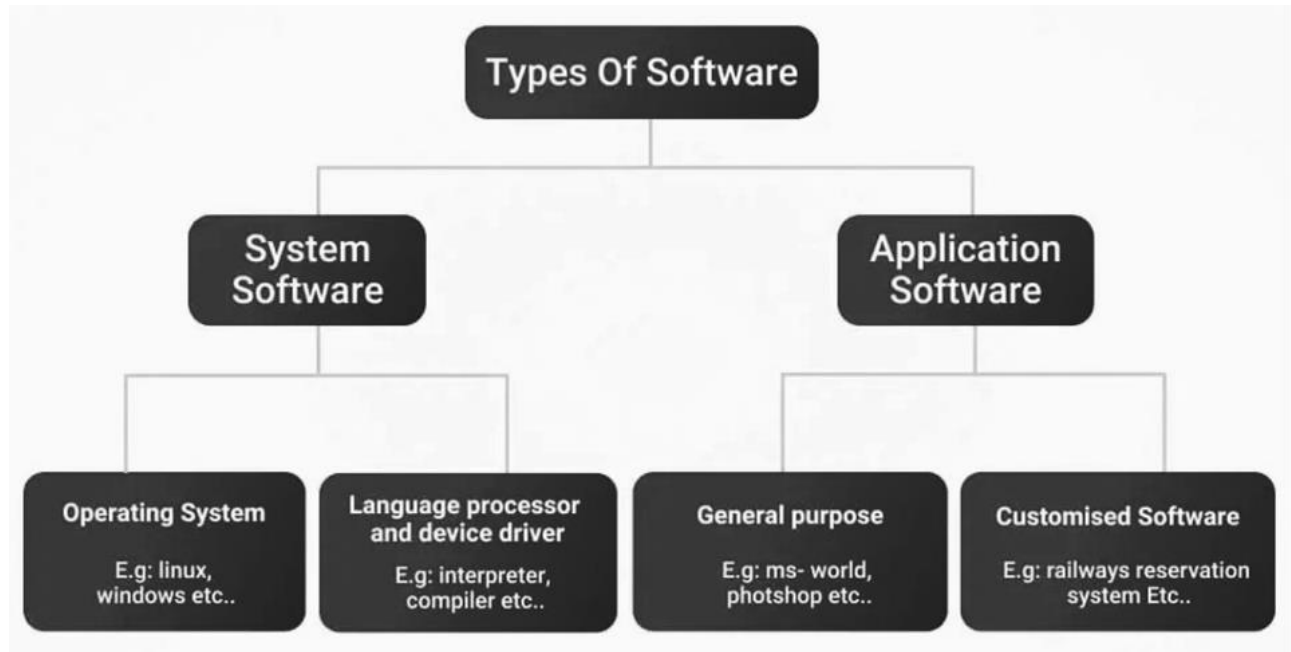 Types Of Software
System
Software
Application
Software
Operating System
E.g: linux,
windows etc..
Language processor
and device driver
E.g: interpreter,
compiler etc..
General purpose
E.g: ms- world,
photshop etc..
Customised Software
E.g: railways reservation
system Etc..